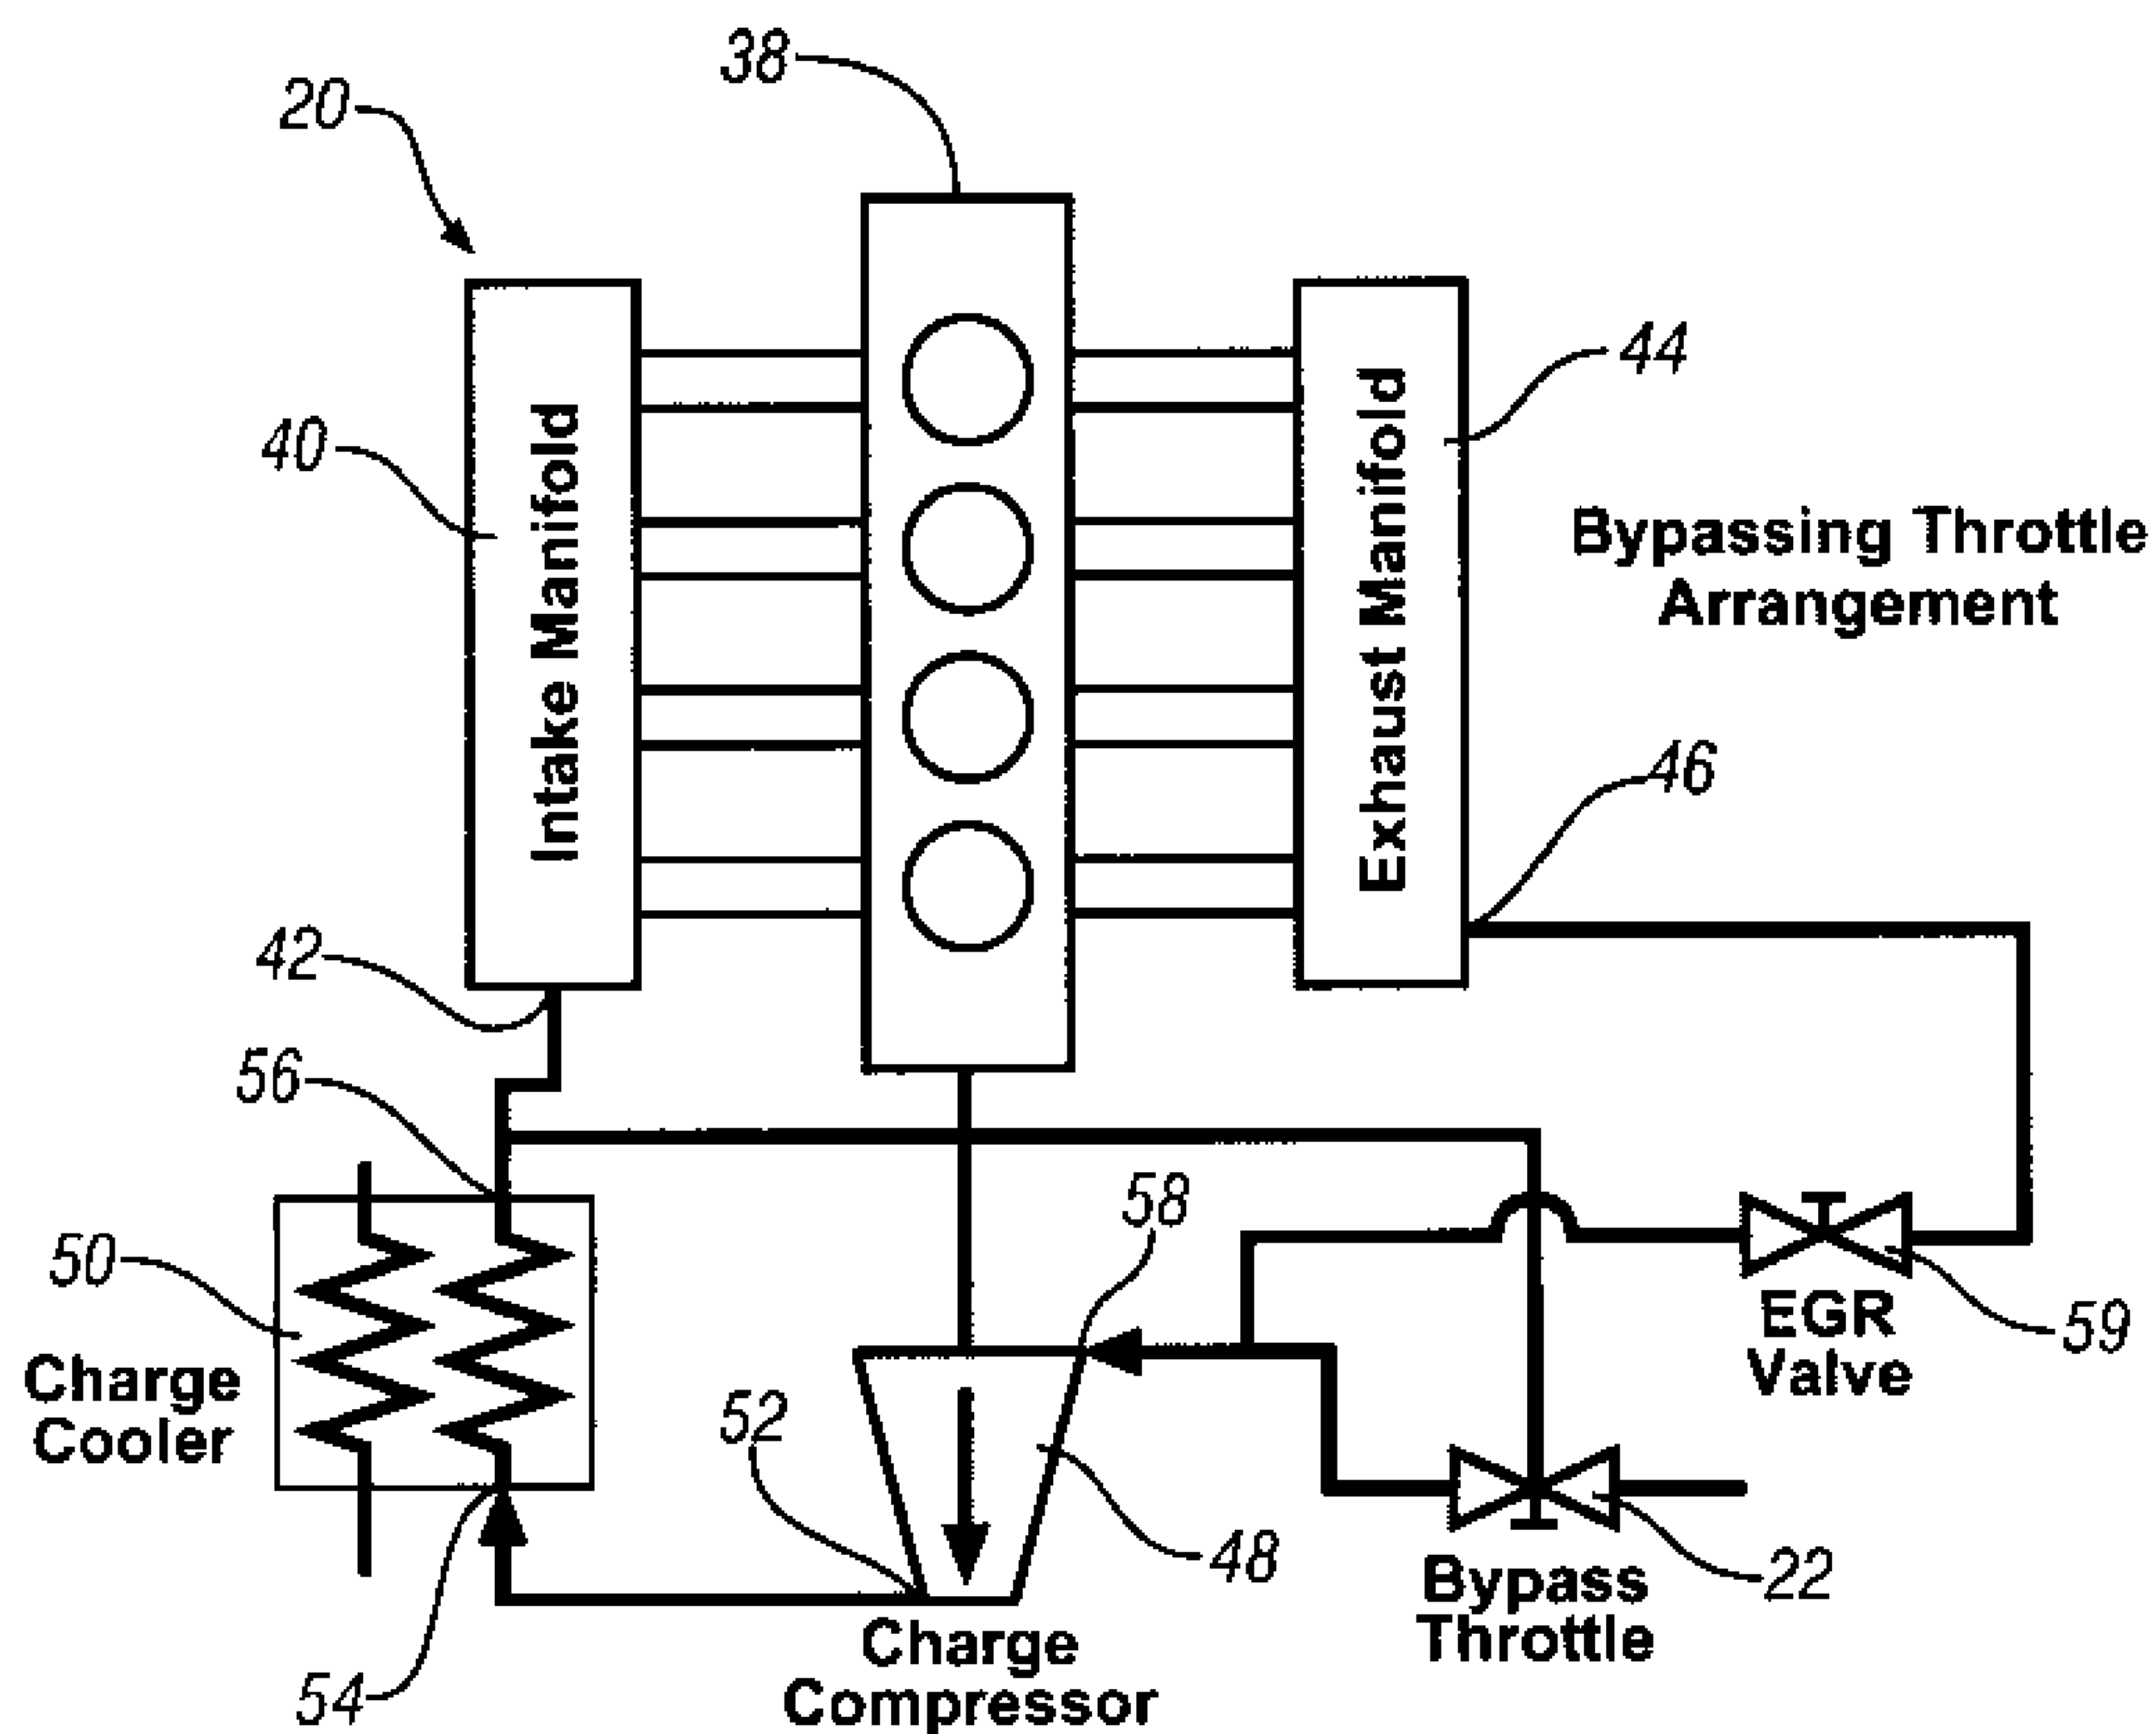 38
20
44
40
Intake Manifold
Exhaust Manifold
Bypassing Throttle
Arrangement
46
42
56
58
50
59
EGR
Valve
Charge
Cooler
52
48
22
Bypass
Throttle
54
Charge
Compressor